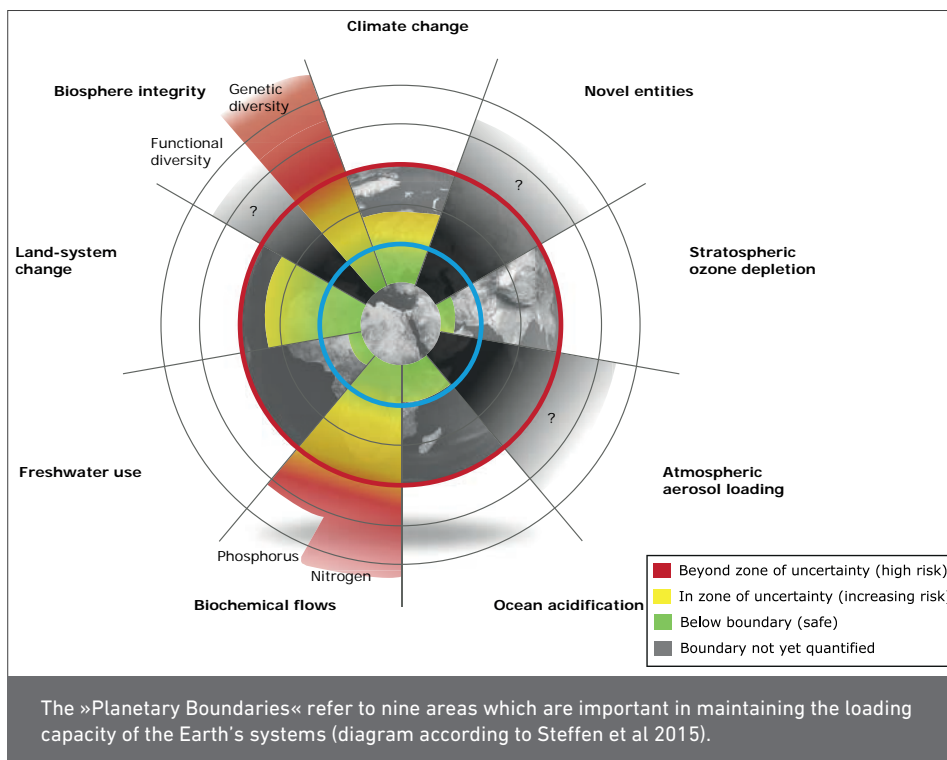 Climate change
Biosphere integrity
Genetic
diversity
Novel entities
Functional
diversity
?
?
Land-system
change
Stratospheric
ozone depletion
?
Freshwater use
Atmospheric
aerosol loading
Phosphorus
Nitrogen
Biochemical flows
Ocean acidification
Beyond zone of uncertainty (high risk)
In zone of uncertainty (increasing risk)
Below boundary (safe)
Boundary not yet quantified
The »Planetary Boundaries« refer to nine areas which are important in maintaining the loading
capacity of the Earth's systems (diagram according to Steffen et al 2015).